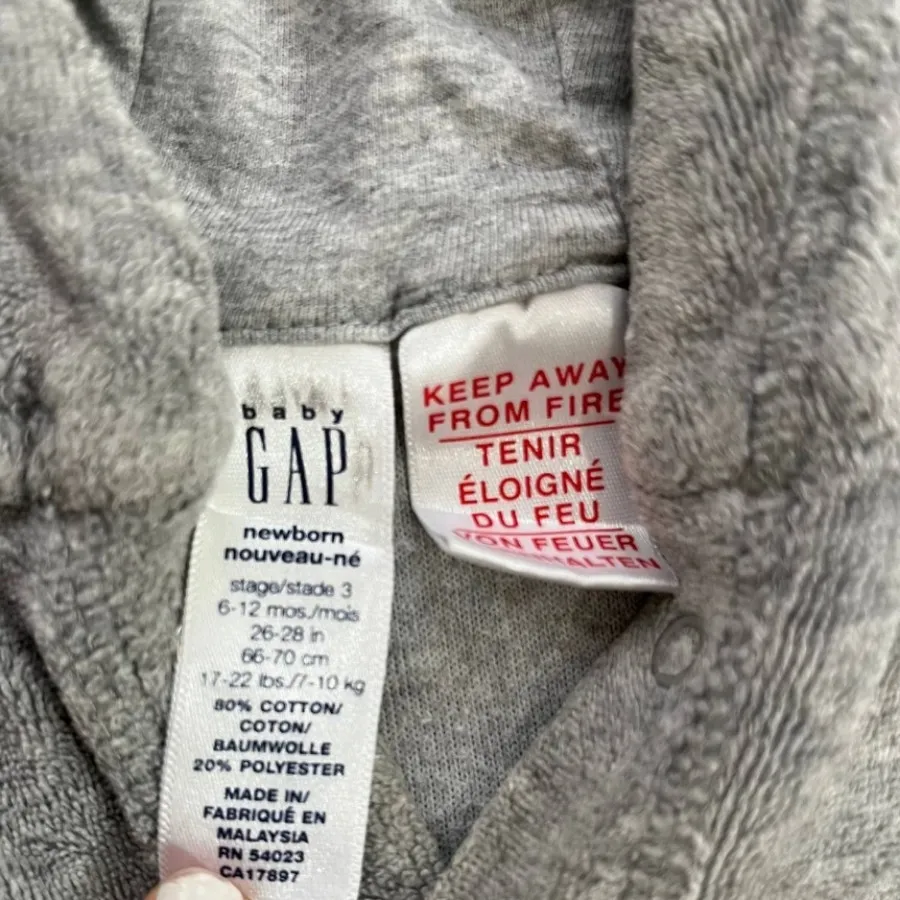 baby
GAP
newborn
nouveau-né
stage/stade 3
6-12 mos./mois
26-28 in
66-70 cm
17-22 lbs./7-10 kg
80% COTTON/
COTON/
BAUMWOLLE
20% POLYESTER
MADE IN/
FABRIQUÉ EN
MALAYSIA
RN 54023
CA17897
KEEP AWAY
FROM FIRE
TENIR
ÉLOIGNÉ
DU FEU
VON FEUER